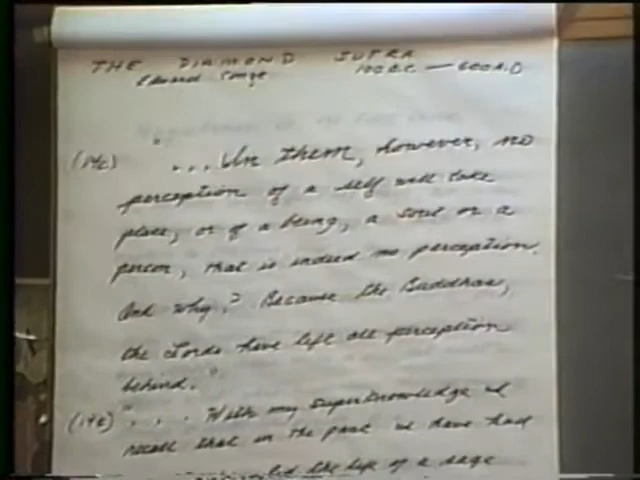 THE DIAMOND SUTRA
Edward Conze 100 B.C. — 600 A.D
(14c) "... In them, however, no
perception of a self will take
place, or of a being, a soul or a
person, that is indeed no perception.
And why? Because the Buddhas,
the Lords have left all perception
behind."
(14e) "... With my superknowledge I
recall that in the past I have had
led the life of a sage